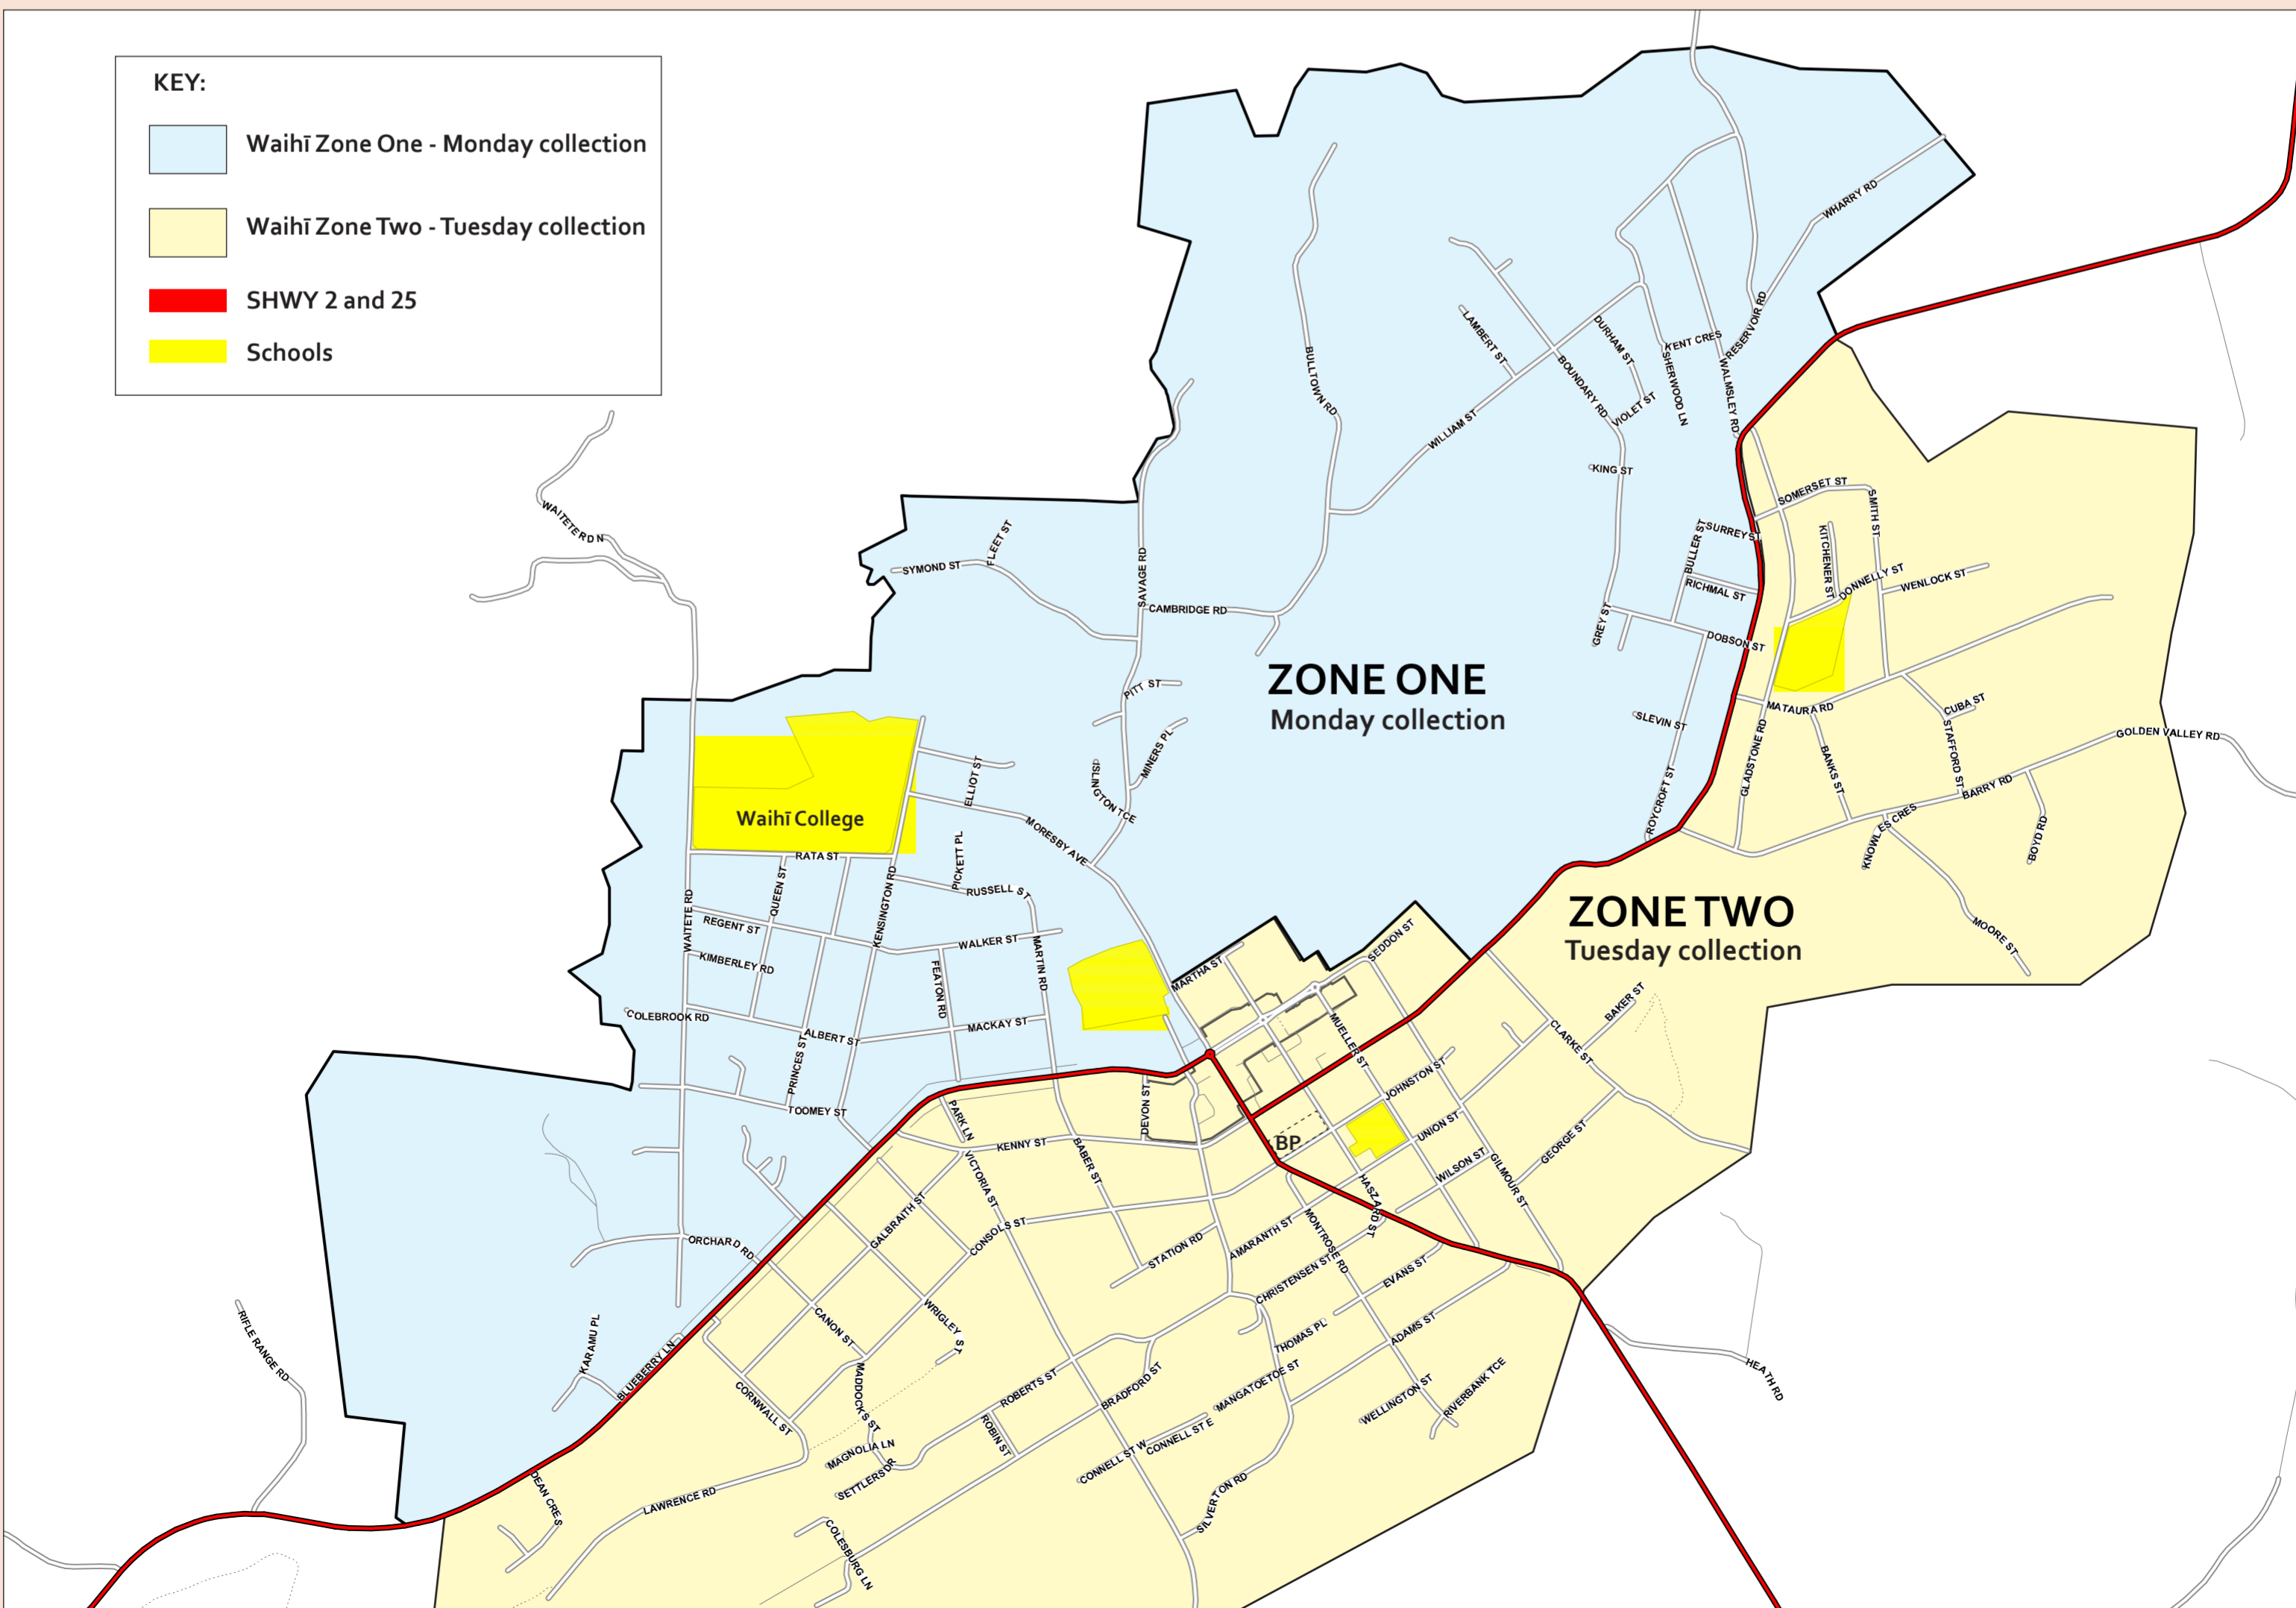 KEY:
Waihī Zone One - Monday collection
Waihī Zone Two - Tuesday collection
SHWY 2 and 25
Schools
WHARRY RD
RESERVOIR RD
KENT CRES
DURHAM ST
SHERWOOD LN
WALMSLEY RD
LAMBERT ST
BOUNDARY RD
VIOLET ST
BULLTOWN RD
WILLIAM ST
KING ST
WAITETE RD N
SOMERSET ST
SMITH ST
SURREY ST
BULLER ST
KITCHENER ST
FLEET ST
SYMOND ST
SAVAGE RD
DONNELLY ST
WENLOCK ST
RICHMAL ST
CAMBRIDGE RD
GREY ST
DOBSON ST
ZONE ONE
Monday collection
PITT ST
MATAURA RD
CUBA ST
SLEVIN ST
GLADSTONE RD
BANKS ST
STAFFORD ST
GOLDEN VALLEY RD
MINERS PL
ISLINGTON TCE
ELLIOT ST
BARRY RD
ROYCROFT ST
Waihī College
MORESBY AVE
KNOWLES CRES
BOYD RD
RATA ST
PICKETT PL
RUSSELL ST
QUEEN ST
KENSINGTON RD
WAITETE RD
REGENT ST
WALKER ST
MARTIN RD
ZONE TWO
Tuesday collection
MOORE ST
SEDDON ST
MARTHA ST
KIMBERLEY RD
FEATON RD
COLEBROOK RD
ALBERT ST
MACKAY ST
MUELLER ST
BAKER ST
CLARKE ST
PRINCES ST
TOOMEY ST
JOHNSTON ST
PARK LN
DEVON ST
KENNY ST
BABER ST
BP
UNION ST
GEORGE ST
VICTORIA ST
WILSON ST
GILMOUR ST
HASZARD ST
GALBRAITH ST
CONSOLS ST
MONTROSE RD
AMARANTH ST
STATION RD
ORCHARD RD
CHRISTENSEN ST
EVANS ST
RIFLE RANGE RD
KARAMU PL
BLUEBERRY LN
CANON ST
WRIGLEY ST
THOMAS PL
ADAMS ST
HEATH RD
MADDOCKS ST
CORNWALL ST
ROBERTS ST
BRADFORD ST
MANGATOETOE ST
WELLINGTON ST
RIVERBANK TCE
ROBIN ST
CONNELL ST W
CONNELL ST E
MAGNOLIA LN
SETTLERS DR
DEAN CRES
LAWRENCE RD
SILVERTON RD
COLESBURG LN